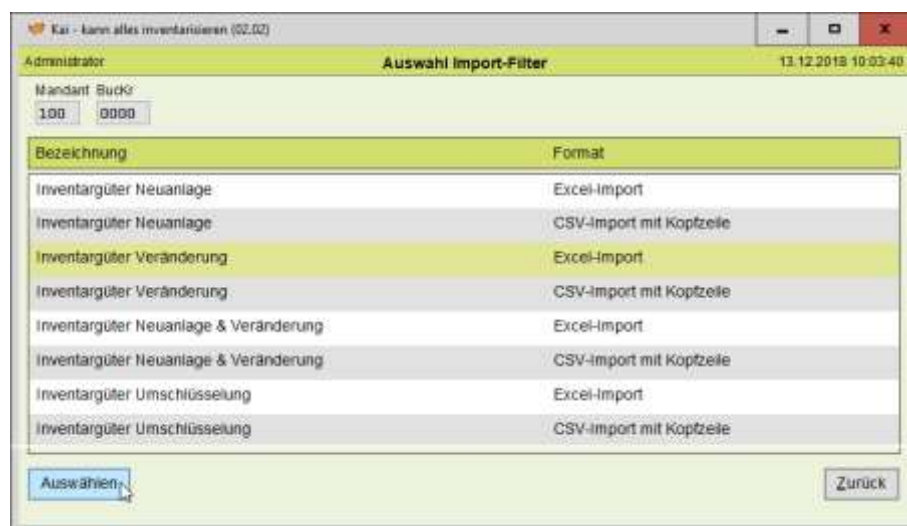 Kai - kann alles inventarisieren (02.02)
Administrator Auswahl Import-Filter 13.12.2018 10:03:40
Mandant BucKr
100 0000
Bezeichnung Format
Inventargüter Neuanlage Excel-Import
Inventargüter Neuanlage CSV-Import mit Kopfzeile
Inventargüter Veränderung Excel-Import
Inventargüter Veränderung CSV-Import mit Kopfzeile
Inventargüter Neuanlage & Veränderung Excel-Import
Inventargüter Neuanlage & Veränderung CSV-Import mit Kopfzeile
Inventargüter Umschlüsselung Excel-Import
Inventargüter Umschlüsselung CSV-Import mit Kopfzeile
Auswählen Zurück